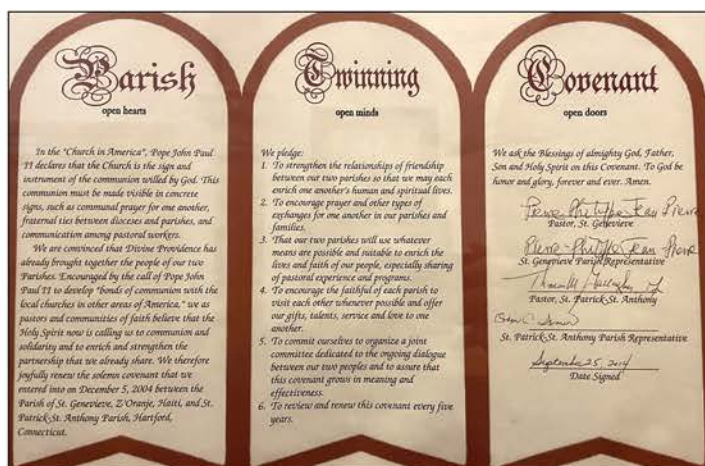 Parish
open hearts
In the "Church in America", Pope John Paul
II declares that the Church is the sign and
instrument of the communion willed by God. This
communion must be made visible in concrete
signs, such as communal prayer for one another,
fraternal ties between dioceses and parishes, and
communication among pastoral workers.
We are convinced that Divine Providence has
already brought together the people of our two
Parishes. Encouraged by the call of Pope John
Paul II to develop "bonds of communion with the
local churches in other areas of America," we as
pastors and communities of faith believe that the
Holy Spirit now is calling us to communion and
solidarity and to enrich and strengthen the
partnership that we already share. We therefore
joyfully renew the solemn covenant that we
entered into on December 5, 2004 between the
Parish of St. Genevieve, Z'Oranje, Haiti, and St.
Patrick-St. Anthony Parish, Hartford,
Connecticut.
Twinning
open minds
We pledge:
1. To strengthen the relationships of friendship
between our two parishes so that we may each
enrich one another's human and spiritual lives.
2. To encourage prayer and other types of
exchanges for one another in our parishes and
families.
3. That our two parishes will use whatever
means are possible and suitable to enrich the
lives and faith of our people, especially sharing
of pastoral experience and programs.
4. To encourage the faithful of each parish to
visit each other whenever possible and offer
our gifts, talents, service and love to one
another.
5. To commit ourselves to organize a joint
committee dedicated to the ongoing dialogue
between our two peoples and to assure that
this covenant grows in meaning and
effectiveness.
6. To review and renew this covenant every five
years.
Covenant
open doors
We ask the Blessings of almighty God, Father,
Son and Holy Spirit on this Covenant. To God be
honor and glory, forever and ever. Amen.
Pierre-Philippe Jean Pierre
Pastor, St. Genevieve
Pierre-Philippe Jean Pierre
St. Genevieve Parish Representative
Thomas M. Gallagher
Pastor, St. Patrick-St. Anthony
St. Patrick-St. Anthony Parish Representative
September 25, 2014
Date Signed